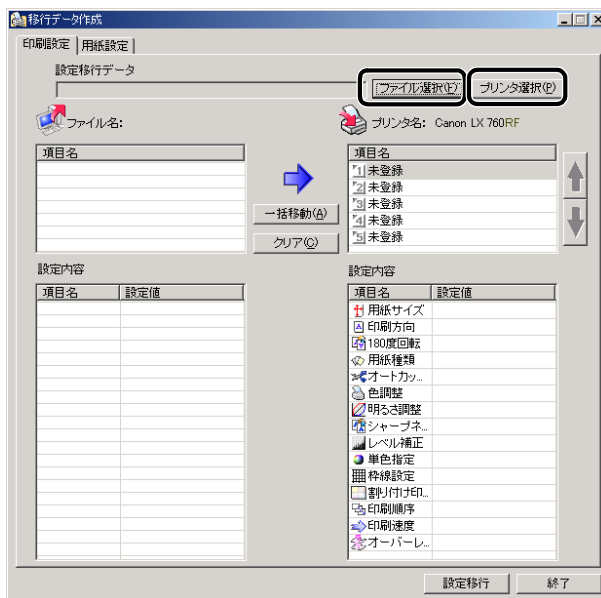 移行データ作成
印刷設定 用紙設定
設定移行データ
ファイル選択(F) プリンタ選択(P)
ファイル名:
プリンタ名: Canon LX 760RF
項目名
項目名
1 未登録
2 未登録
3 未登録
4 未登録
5 未登録
一括移動(A)
クリア(C)
設定内容
設定内容
項目名 設定値
項目名 設定値
用紙サイズ
印刷方向
180度回転
用紙種類
オートカッ...
色調整
明るさ調整
シャープネ...
レベル補正
単色指定
枠線設定
割り付け印...
印刷順序
印刷速度
オーバーレ...
設定移行 終了